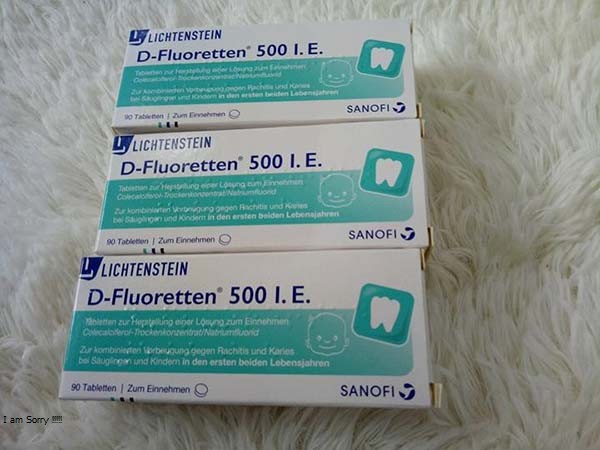 LICHTENSTEIN
D-Fluoretten® 500 I. E.
Tabletten zur Herstellung einer Lösung zum Einnehmen
Colecalciferol-Trockenkonzentrat/Natriumfluorid
Zur kombinierten Vorbeugung gegen Rachitis und Karies
bei Säuglingen und Kindern in den ersten beiden Lebensjahren
90 Tabletten | Zum Einnehmen
SANOFI
LICHTENSTEIN
D-Fluoretten® 500 I. E.
Tabletten zur Herstellung einer Lösung zum Einnehmen
Colecalciferol-Trockenkonzentrat/Natriumfluorid
Zur kombinierten Vorbeugung gegen Rachitis und Karies
bei Säuglingen und Kindern in den ersten beiden Lebensjahren
90 Tabletten | Zum Einnehmen
SANOFI
LICHTENSTEIN
D-Fluoretten® 500 I. E.
Tabletten zur Herstellung einer Lösung zum Einnehmen
Colecalciferol-Trockenkonzentrat/Natriumfluorid
Zur kombinierten Vorbeugung gegen Rachitis und Karies
bei Säuglingen und Kindern in den ersten beiden Lebensjahren
90 Tabletten | Zum Einnehmen
SANOFI
I am Sorry !!!!!